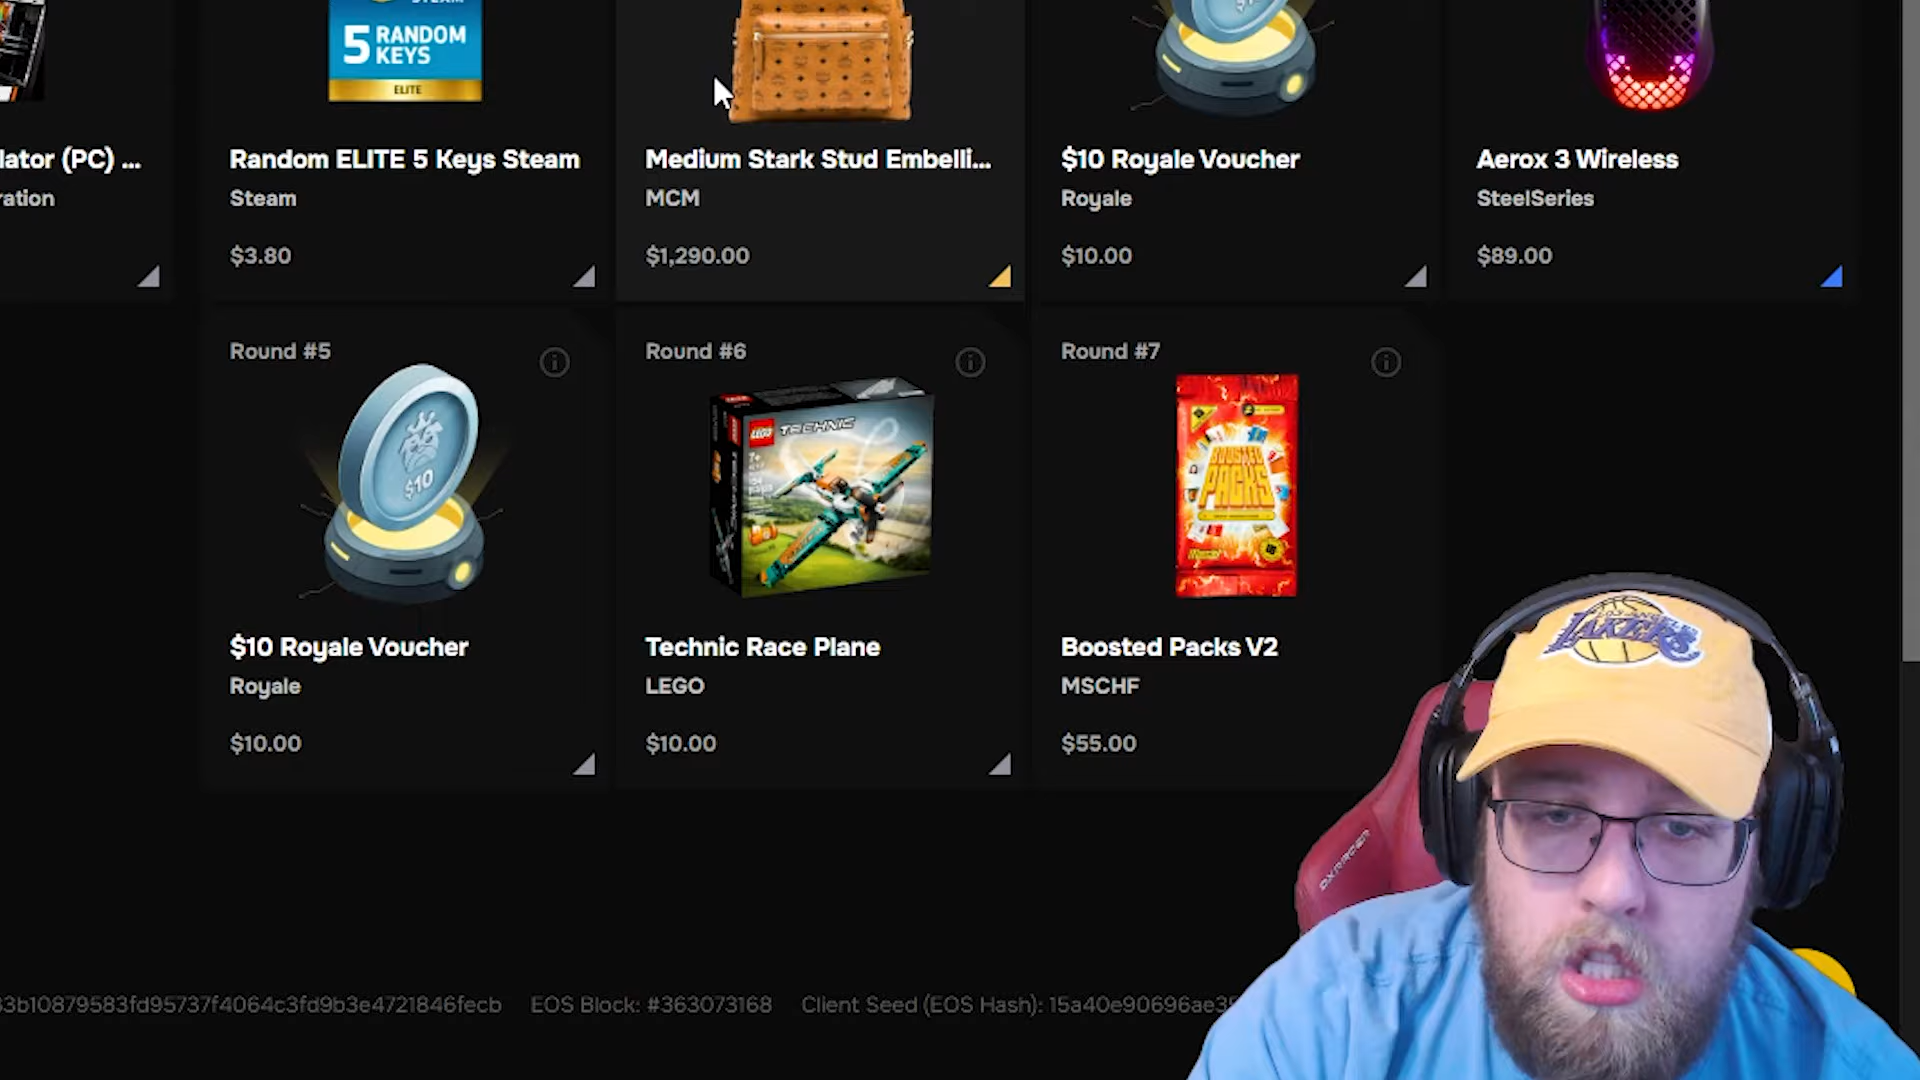 5 RANDOM
KEYS
ELITE
lator (PC) ...
ration
Random ELITE 5 Keys Steam
Steam
$3.80
Medium Stark Stud Embelli...
MCM
$1,290.00
$10 Royale Voucher
Royale
$10.00
Aerox 3 Wireless
SteelSeries
$89.00
Round #5
$10
$10 Royale Voucher
Royale
$10.00
Round #6
LEGO TECHNIC
7+
Technic Race Plane
LEGO
$10.00
Round #7
BOOSTED
PACKS
Boosted Packs V2
MSCHF
$55.00
LAKERS
DXRACER
33b10879583fd95737f4064c3fd9b3e4721846fecb
EOS Block: #363073168
Client Seed (EOS Hash): 15a40e90696ae3